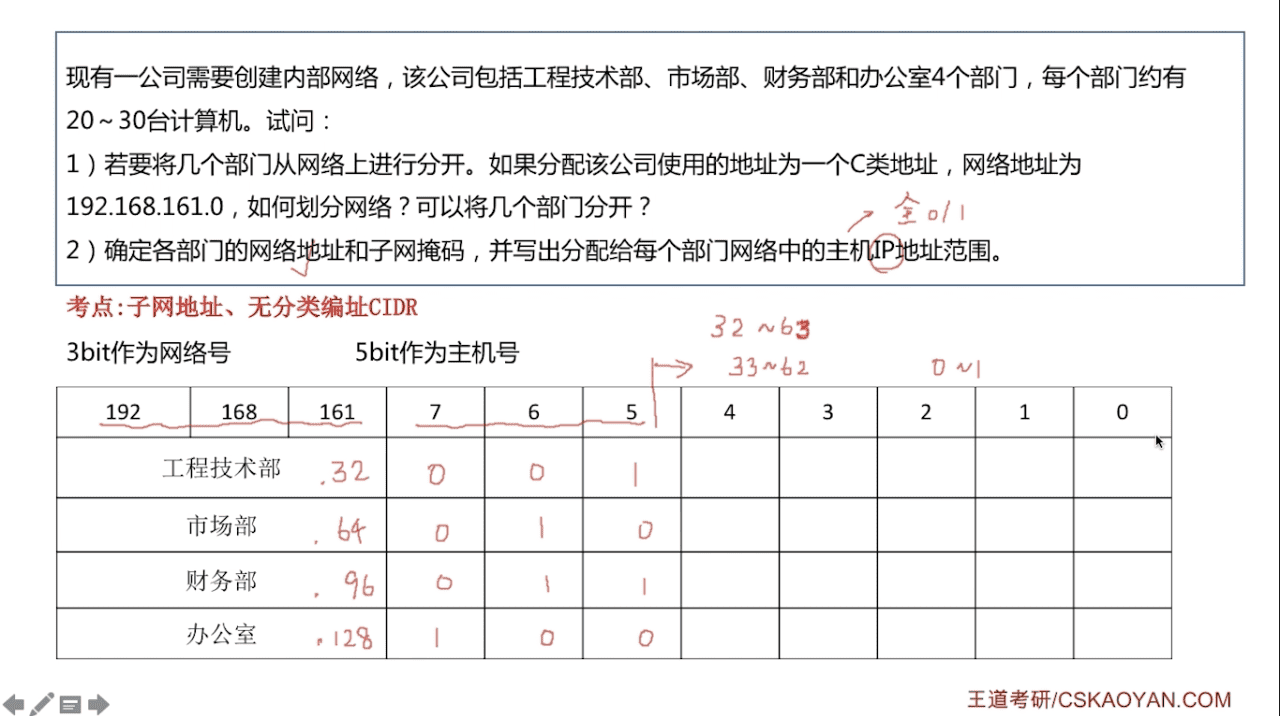 现有一公司需要创建内部网络，该公司包括工程技术部、市场部、财务部和办公室4个部门，每个部门约有
20～30台计算机。试问：
1）若要将几个部门从网络上进行分开。如果分配该公司使用的地址为一个C类地址，网络地址为
192.168.161.0，如何划分网络？可以将几个部门分开？
全0/1
2）确定各部门的网络地址和子网掩码，并写出分配给每个部门网络中的主机IP地址范围。
考点:子网地址、无分类编址CIDR
32～63
3bit作为网络号 5bit作为主机号
33～62 0～1
192 168 161 7 6 5 4 3 2 1 0
工程技术部 .32 0 0 1
市场部 .64 0 1 0
财务部 .96 0 1 1
办公室 .128 1 0 0
王道考研/CSKAOYAN.COM